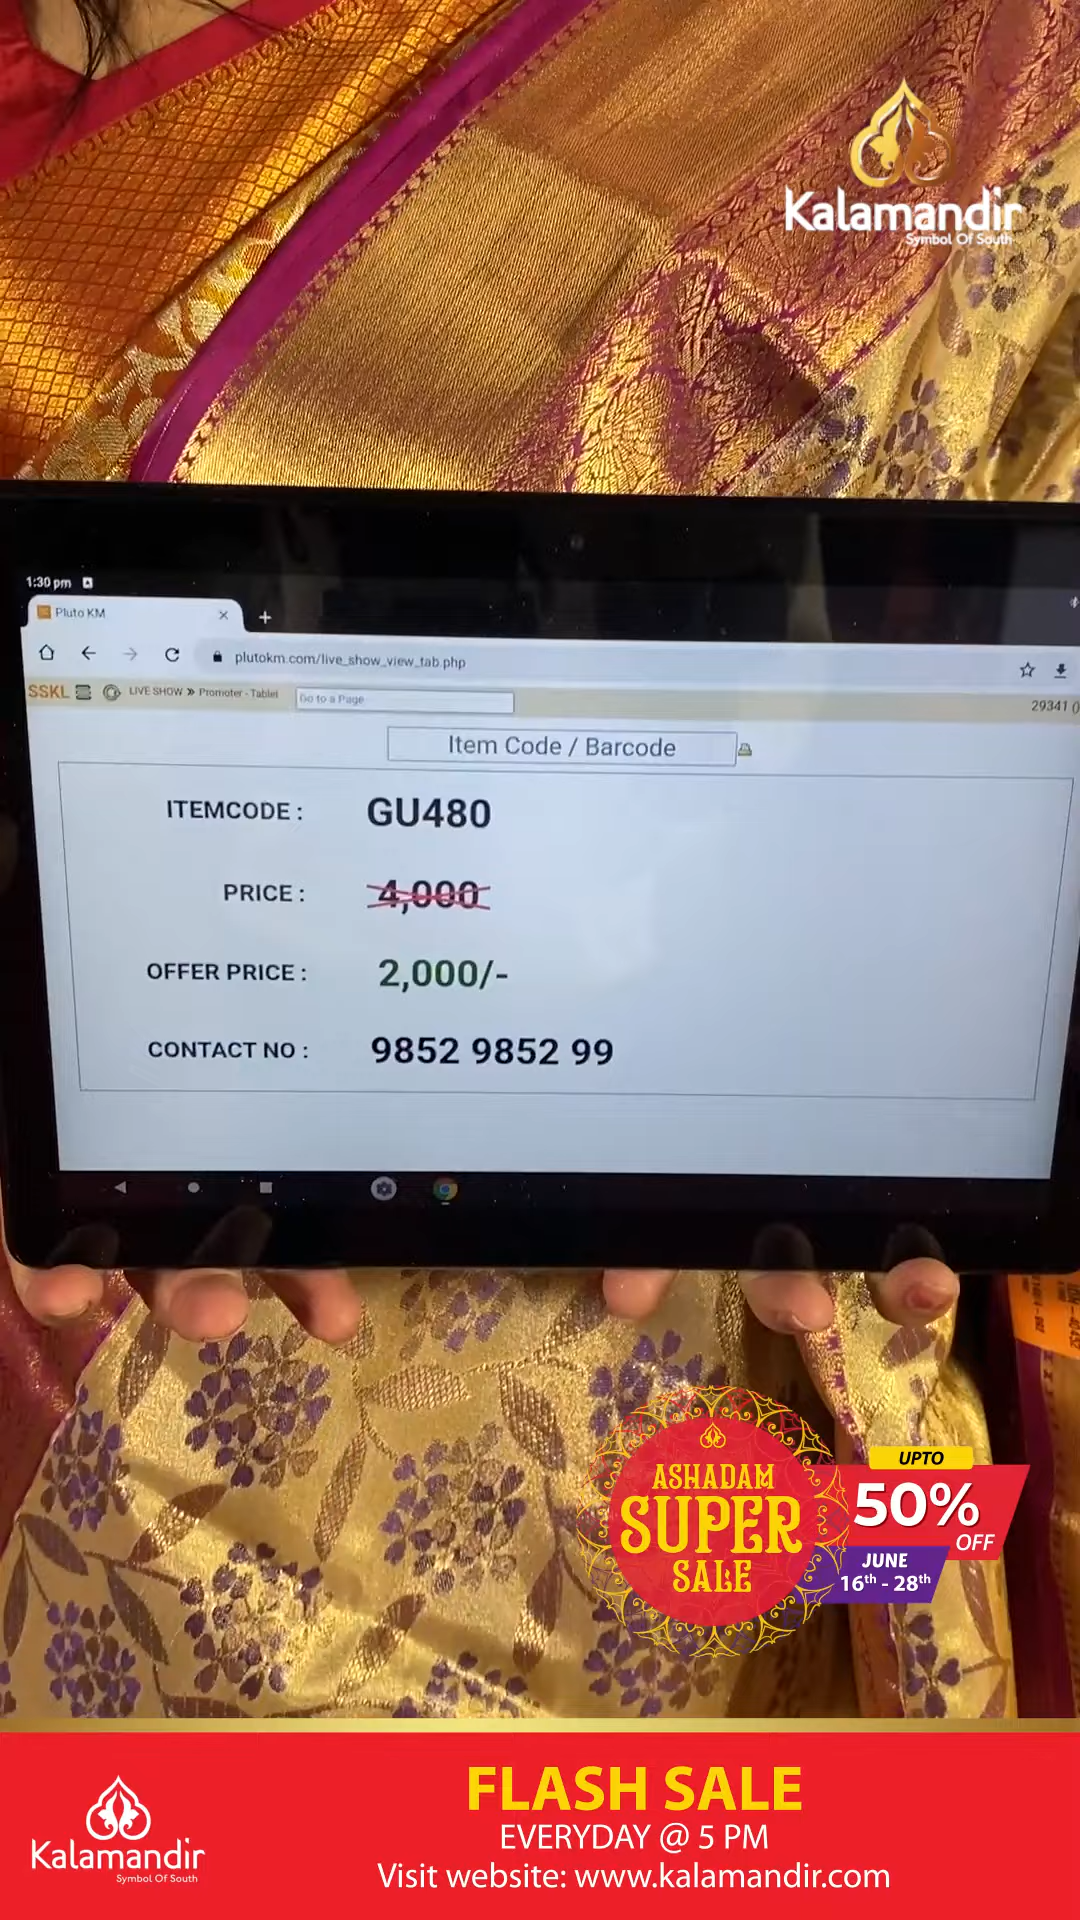 Kalamandir
Symbol Of South
1:30 pm
Pluto KM
plutokm.com/live_show_view_tab.php
SSKL
LIVE SHOW » Promoter - Tablet
Go to a Page
29341 ()
Item Code / Barcode
ITEMCODE : GU480
PRICE : 4,000
OFFER PRICE : 2,000/-
CONTACT NO : 9852 9852 99
ASHADAM
SUPER
SALE
UPTO
50%
OFF
JUNE
16th - 28th
Kalamandir
Symbol Of South
FLASH SALE
EVERYDAY @ 5 PM
Visit website: www.kalamandir.com